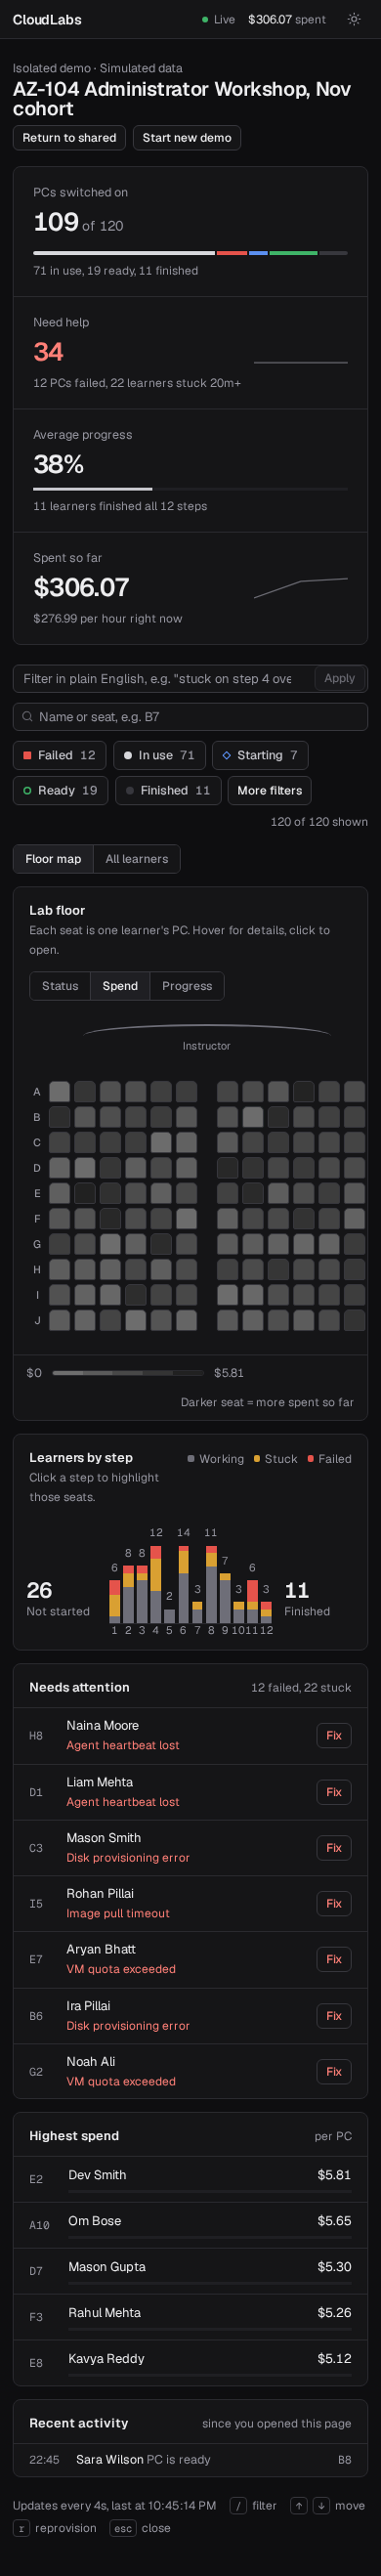 CloudLabs
Live $306.07 spent
Isolated demo · Simulated data
AZ-104 Administrator Workshop, Nov
cohort
Return to shared Start new demo
PCs switched on
109 of 120
71 in use, 19 ready, 11 finished
Need help
34
12 PCs failed, 22 learners stuck 20m+
Average progress
38%
11 learners finished all 12 steps
Spent so far
$306.07
$276.99 per hour right now
Filter in plain English, e.g. "stuck on step 4 ove Apply
Name or seat, e.g. B7
Failed 12 In use 71 Starting 7
Ready 19 Finished 11 More filters
120 of 120 shown
Floor map All learners
Lab floor
Each seat is one learner's PC. Hover for details, click to
open.
Status Spend Progress
Instructor
A
B
C
D
E
F
G
H
I
J
$0 $5.81
Darker seat = more spent so far
Learners by step Working Stuck Failed
Click a step to highlight
those seats.
6 8 8 12 2 14 3 11 7 3 6 3
26
Not started
11
Finished
1 2 3 4 5 6 7 8 9 10 11 12
Needs attention 12 failed, 22 stuck
H8 Naina Moore Fix
Agent heartbeat lost
D1 Liam Mehta Fix
Agent heartbeat lost
C3 Mason Smith Fix
Disk provisioning error
I5 Rohan Pillai Fix
Image pull timeout
E7 Aryan Bhatt Fix
VM quota exceeded
B6 Ira Pillai Fix
Disk provisioning error
G2 Noah Ali Fix
VM quota exceeded
Highest spend per PC
E2 Dev Smith $5.81
A10 Om Bose $5.65
D7 Mason Gupta $5.30
F3 Rahul Mehta $5.26
E8 Kavya Reddy $5.12
Recent activity since you opened this page
22:45 Sara Wilson PC is ready B8
Updates every 4s, last at 10:45:14 PM / filter ↑ ↓ move
r reprovision esc close